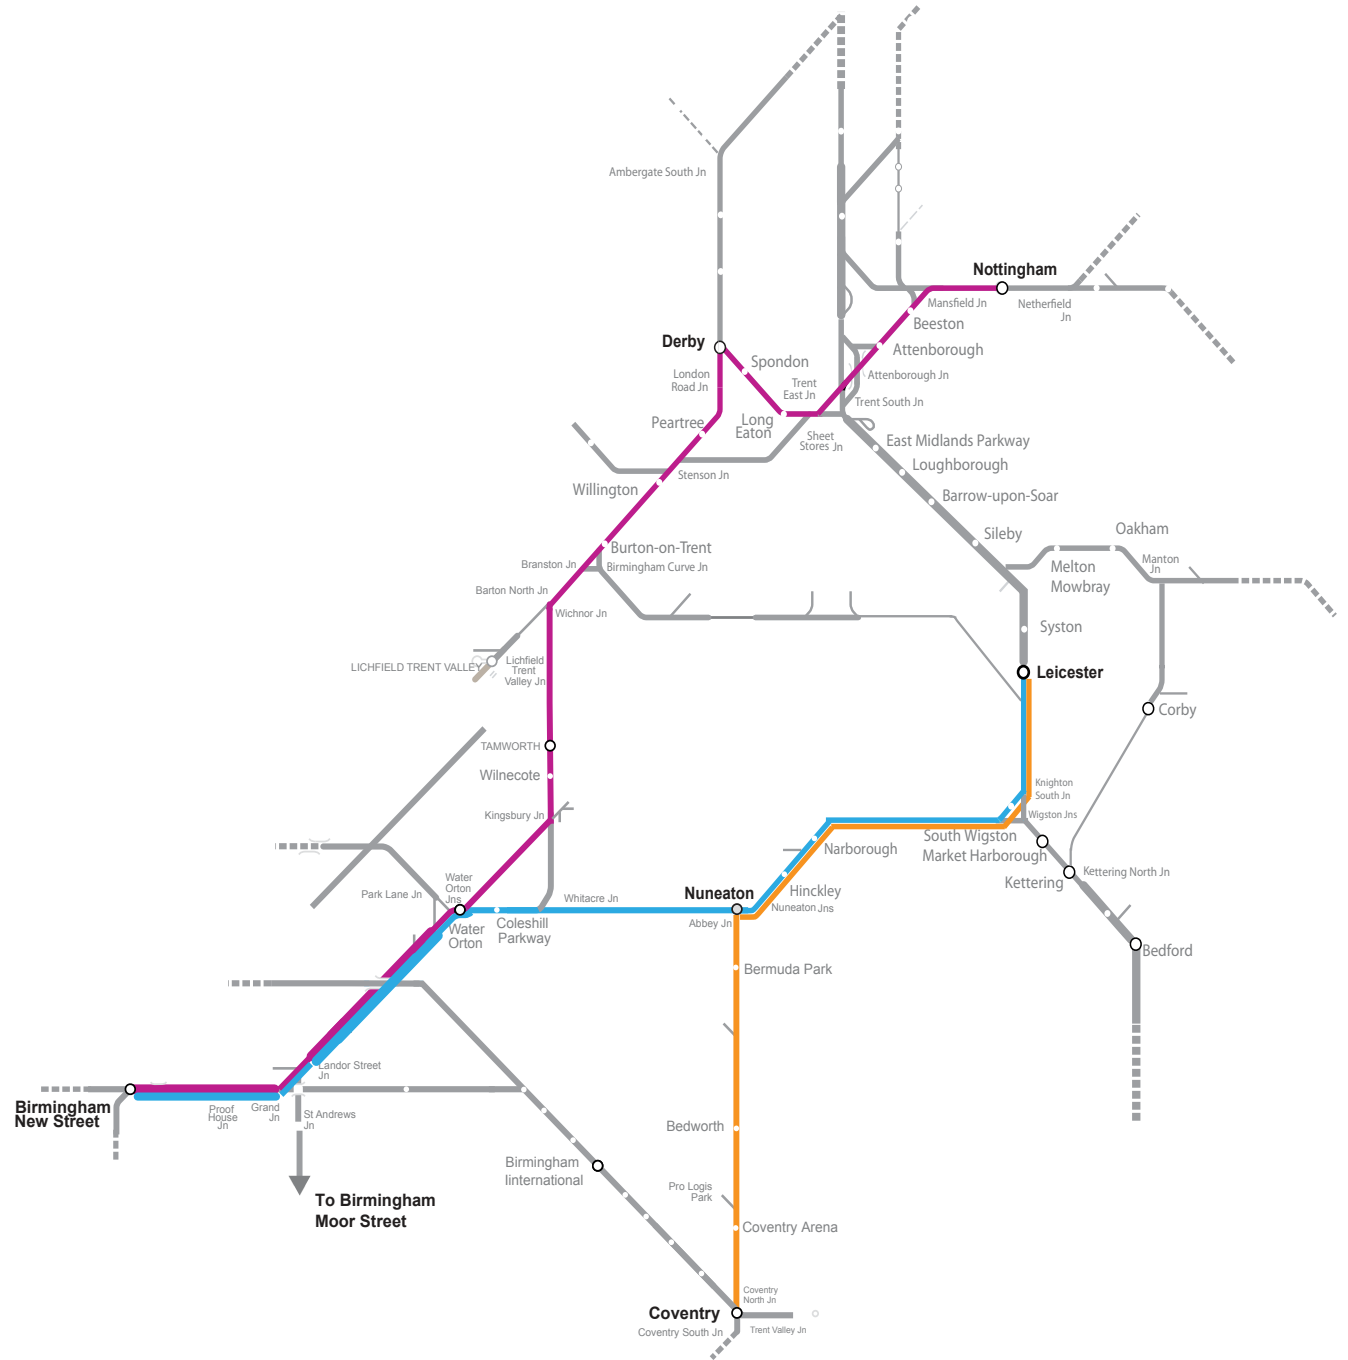 Ambergate South Jn
Nottingham
Mansfield Jn
Netherfield
Jn
Beeston
Derby
Spondon
Attenborough
London
Road Jn
Trent
East Jn
Attenborough Jn
Trent South Jn
Peartree
Long
Eaton
Sheet
Stores Jn
East Midlands Parkway
Loughborough
Stenson Jn
Willington
Barrow-upon-Soar
Sileby
Oakham
Burton-on-Trent
Branston Jn
Birmingham Curve Jn
Melton
Mowbray
Manton
Jn
Barton North Jn
Wichnor Jn
Syston
LICHFIELD TRENT VALLEY
Lichfield
Trent
Valley Jn
Leicester
Corby
TAMWORTH
Wilnecote
Knighton
South Jn
Kingsbury Jn
Wigston Jns
South Wigston
Narborough
Market Harborough
Kettering North Jn
Kettering
Water
Orton
Jns
Park Lane Jn
Whitacre Jn
Nuneaton
Hinckley
Nuneaton Jns
Abbey Jn
Water
Orton
Coleshill
Parkway
Bedford
Bermuda Park
Landor Street
Jn
Birmingham
New Street
Proof
House
Jn
Grand
Jn
St Andrews
Jn
Bedworth
Birmingham
Iinternational
Pro Logis
Park
To Birmingham
Moor Street
Coventry Arena
Coventry
North Jn
Coventry
Coventry South Jn
Trent Valley Jn